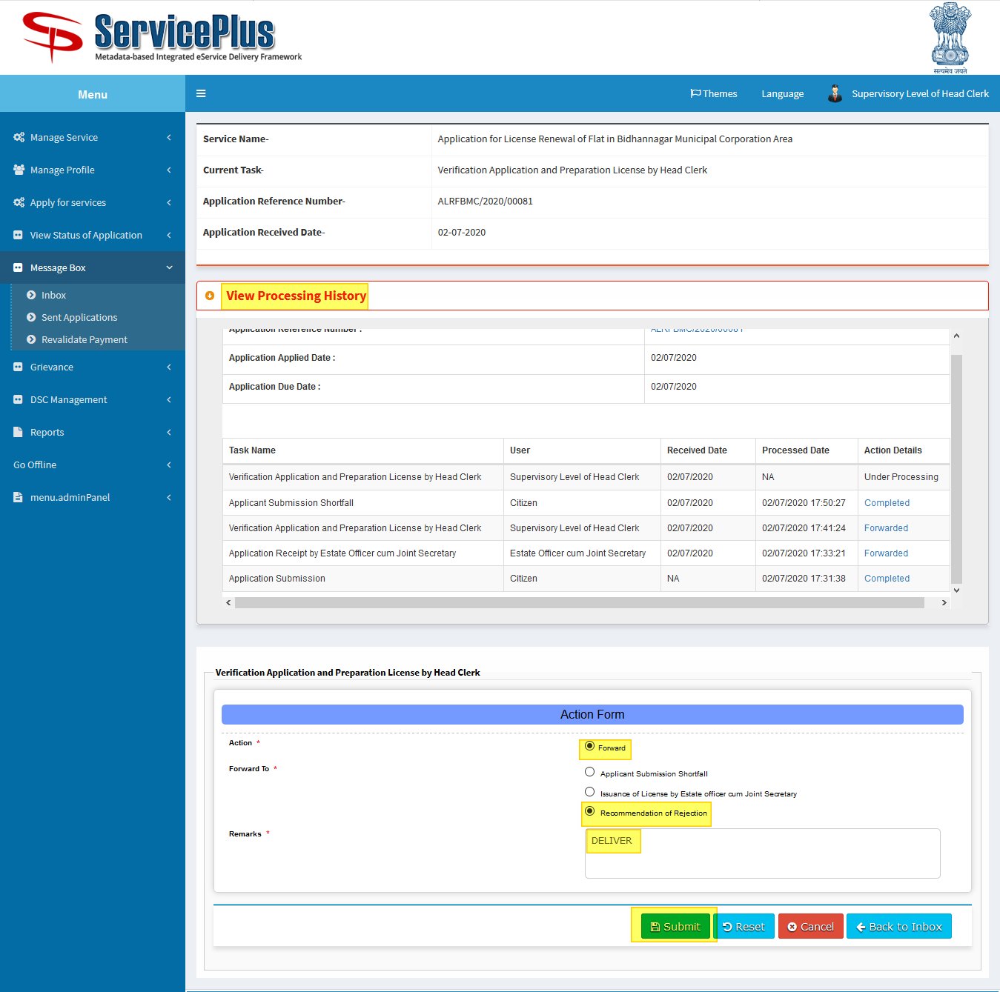 ServicePlus
Metadata-based Integrated eService Delivery Framework
सत्यमेव जयते
Menu
Themes Language Supervisory Level of Head Clerk
Manage Service
Manage Profile
Apply for services
View Status of Application
Message Box
Inbox
Sent Applications
Revalidate Payment
Grievance
DSC Management
Reports
Go Offline
menu.adminPanel
Service Name- Application for License Renewal of Flat in Bidhannagar Municipal Corporation Area
Current Task- Verification Application and Preparation License by Head Clerk
Application Reference Number- ALRFBMC/2020/00081
Application Received Date- 02-07-2020
View Processing History
Application Reference Number : ALRFBMC/2020/00081
Application Applied Date : 02/07/2020
Application Due Date : 02/07/2020
Task Name User Received Date Processed Date Action Details
Verification Application and Preparation License by Head Clerk Supervisory Level of Head Clerk 02/07/2020 NA Under Processing
Applicant Submission Shortfall Citizen 02/07/2020 02/07/2020 17:50:27 Completed
Verification Application and Preparation License by Head Clerk Supervisory Level of Head Clerk 02/07/2020 02/07/2020 17:41:24 Forwarded
Application Receipt by Estate Officer cum Joint Secretary Estate Officer cum Joint Secretary 02/07/2020 02/07/2020 17:33:21 Forwarded
Application Submission Citizen NA 02/07/2020 17:31:38 Completed
Verification Application and Preparation License by Head Clerk
Action Form
Action * Forward
Forward To * Applicant Submission Shortfall
Issuance of License by Estate officer cum Joint Secretary
Recommendation of Rejection
Remarks * DELIVER
Submit Reset Cancel Back to Inbox